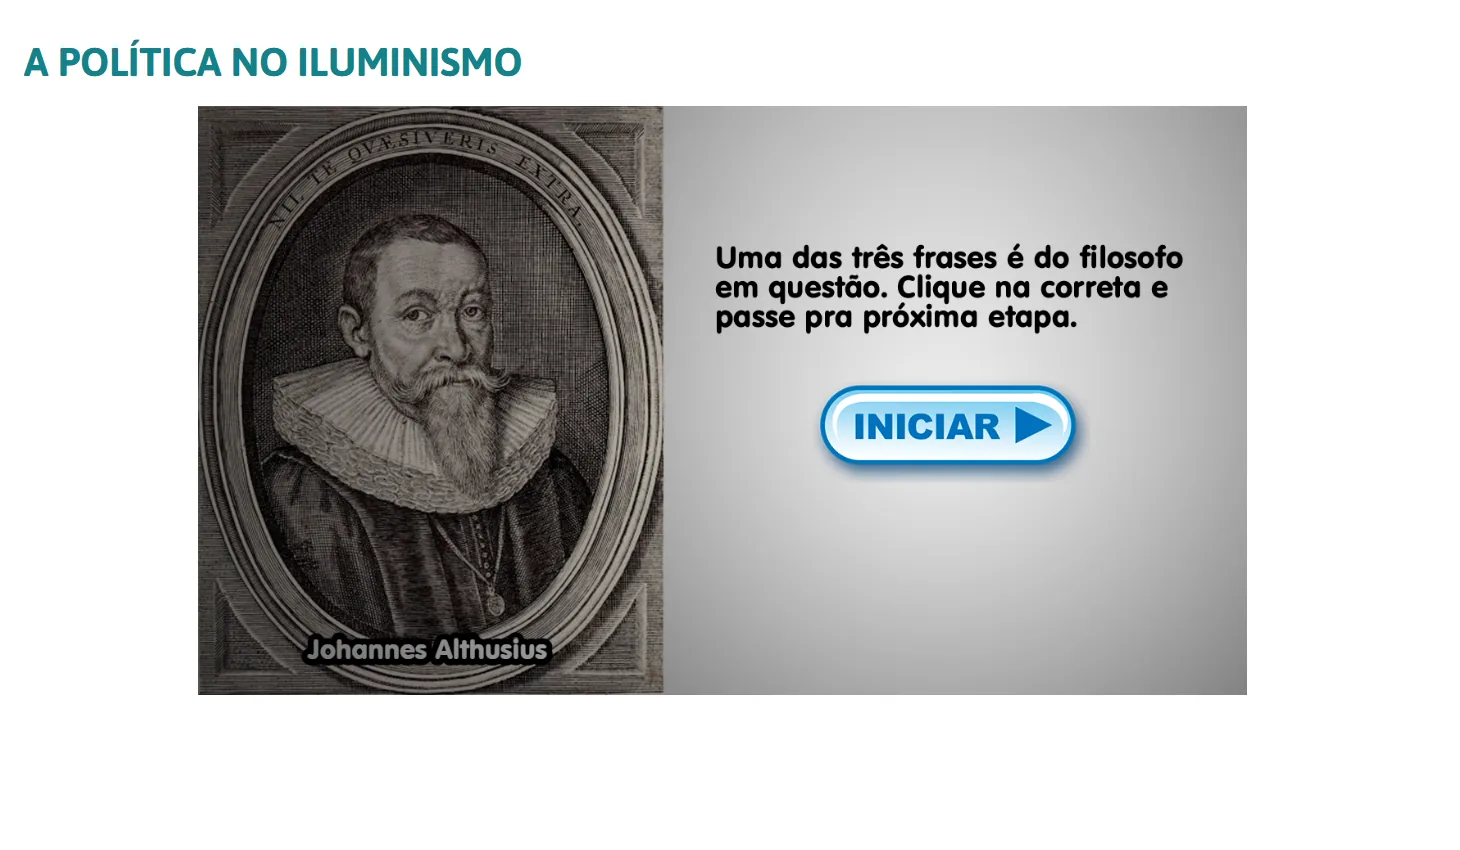 A POLÍTICA NO ILUMINISMO
NIL TE QVÆSIVERIS EXTRA.
Uma das três frases é do filosofo
em questão. Clique na correta e
passe pra próxima etapa.
INICIAR
Johannes Althusius